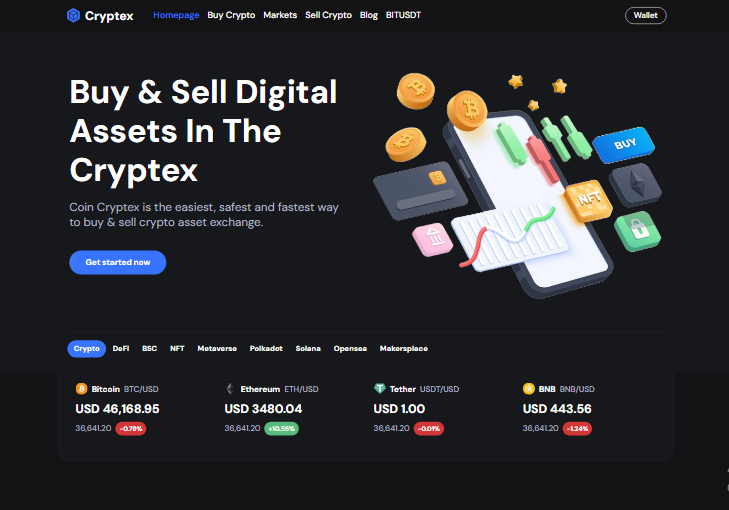 Cryptex Homepage Buy Crypto Markets Sell Crypto Blog BITUSDT Wallet
Buy & Sell Digital
Assets In The
Cryptex
Coin Cryptex is the easiest, safest and fastest way
to buy & sell crypto asset exchange.
Get started now
BUY
NFT
Crypto DeFi BSC NFT Metaverse Polkadot Solana Opensea Makersplace
Bitcoin BTC/USD Ethereum ETH/USD Tether USDT/USD BNB BNB/USD
USD 46,168.95 USD 3480.04 USD 1.00 USD 443.56
36,641.20 -0.79% 36,641.20 +10.55% 36,641.20 -0.01% 36,641.20 -1.24%